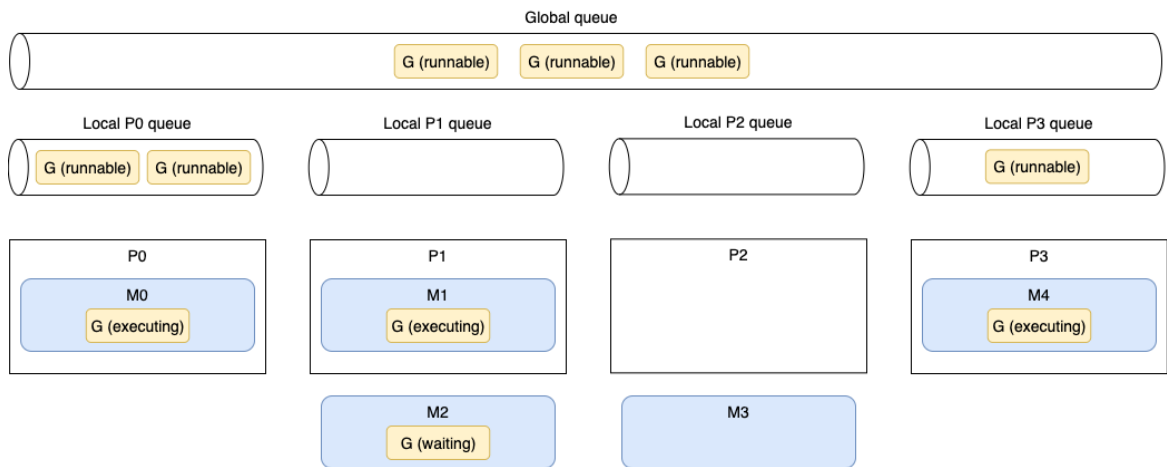 Global queue
G (runnable) G (runnable) G (runnable)
Local P0 queue Local P1 queue Local P2 queue Local P3 queue
G (runnable) G (runnable) G (runnable)
P0 P1 P2 P3
M0 M1 M4
G (executing) G (executing) G (executing)
M2 M3
G (waiting)